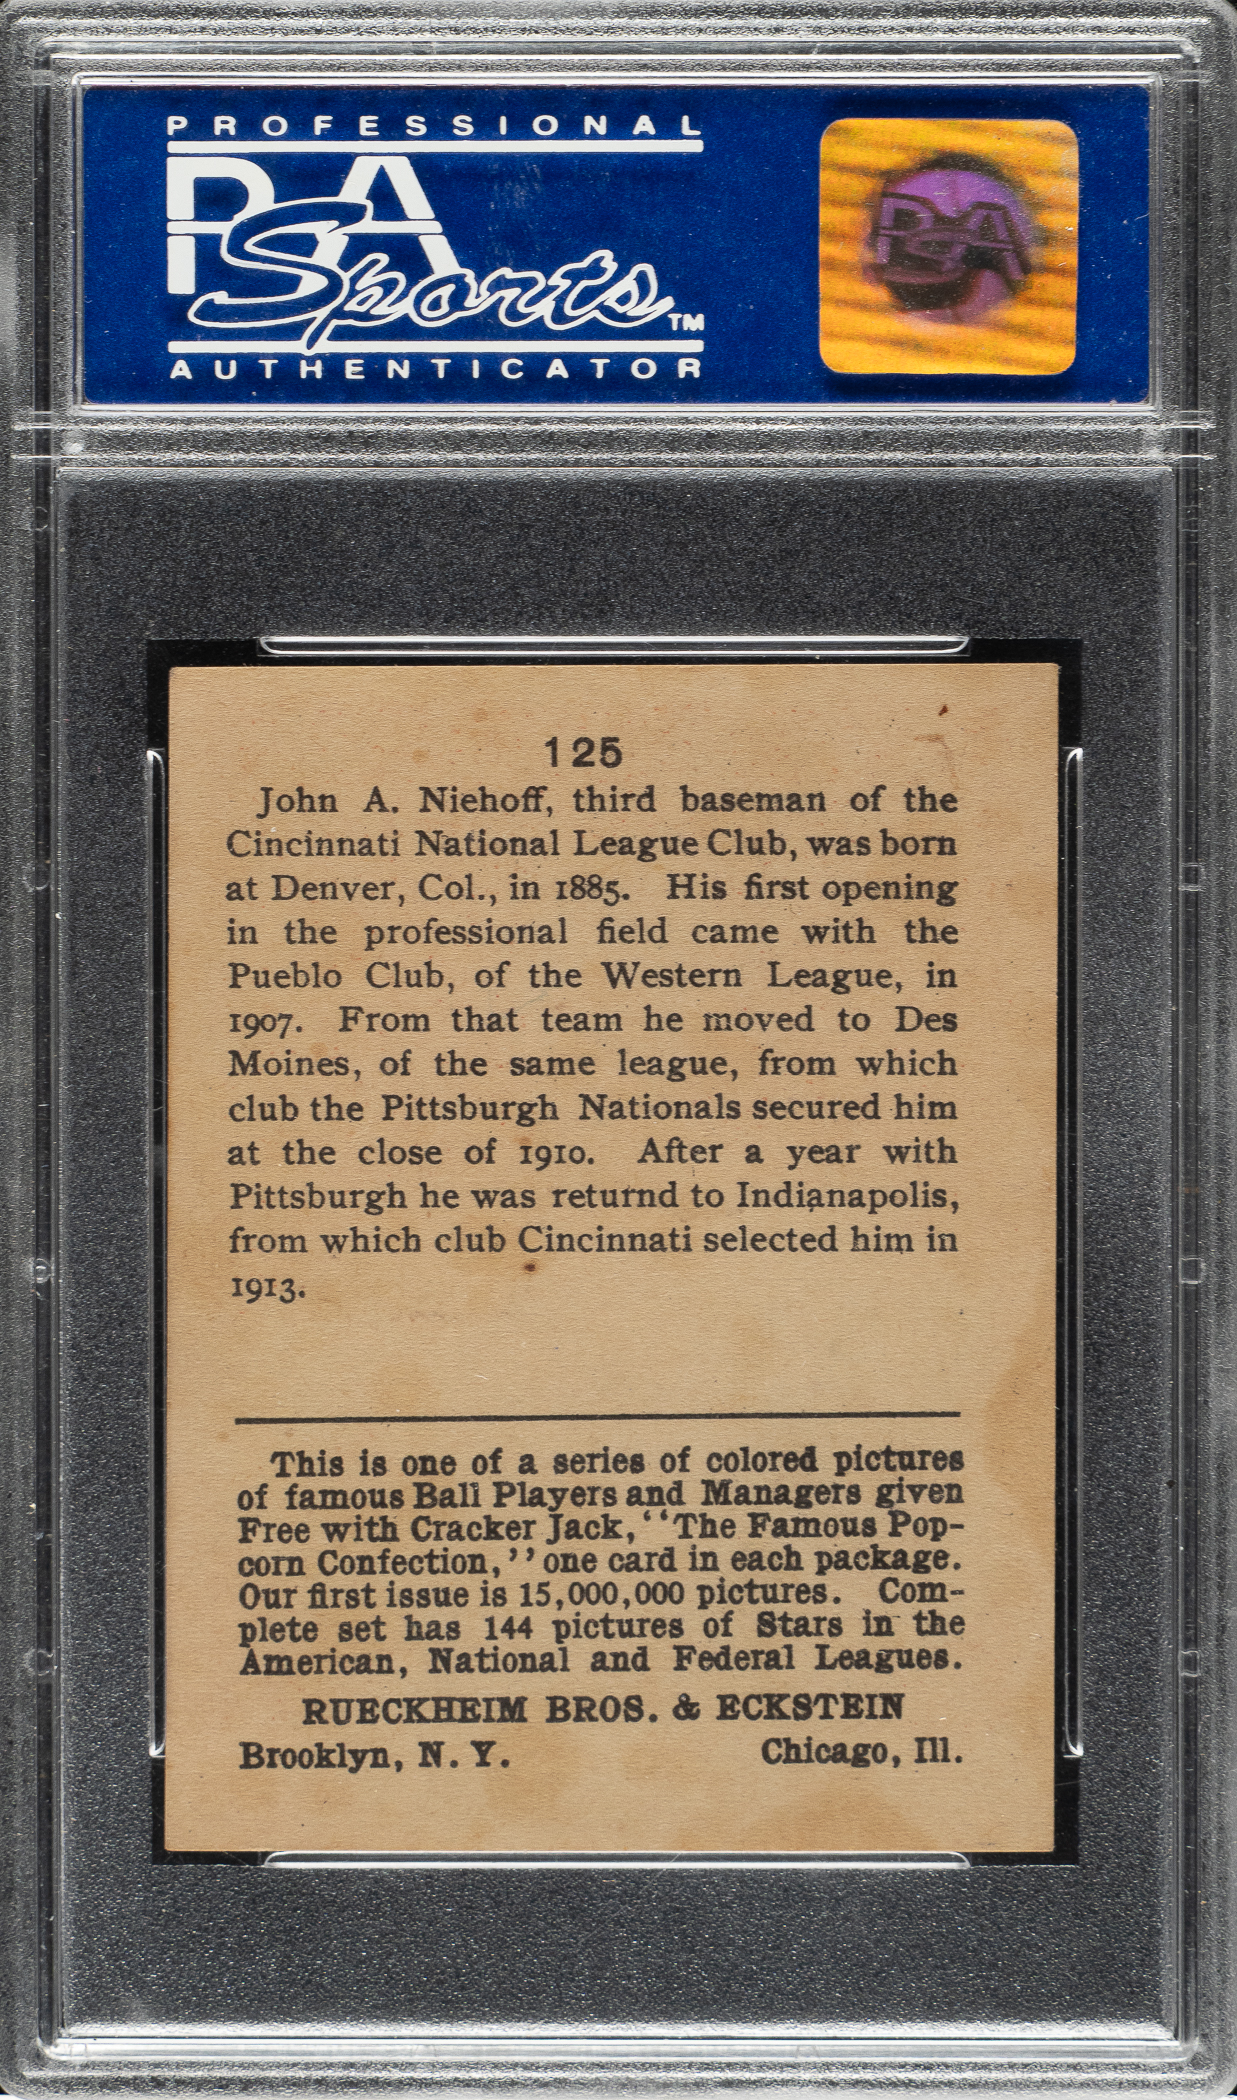 PROFESSIONAL
PSA
Sports™
AUTHENTICATOR
PSA
125
John A. Niehoff, third baseman of the
Cincinnati National League Club, was born
at Denver, Col., in 1885. His first opening
in the professional field came with the
Pueblo Club, of the Western League, in
1907. From that team he moved to Des
Moines, of the same league, from which
club the Pittsburgh Nationals secured him
at the close of 1910. After a year with
Pittsburgh he was returnd to Indianapolis,
from which club Cincinnati selected him in
1913.
This is one of a series of colored pictures
of famous Ball Players and Managers given
Free with Cracker Jack, "The Famous Pop-
corn Confection," one card in each package.
Our first issue is 15,000,000 pictures. Com-
plete set has 144 pictures of Stars in the
American, National and Federal Leagues.
RUECKHEIM BROS. & ECKSTEIN
Brooklyn, N. Y. Chicago, Ill.